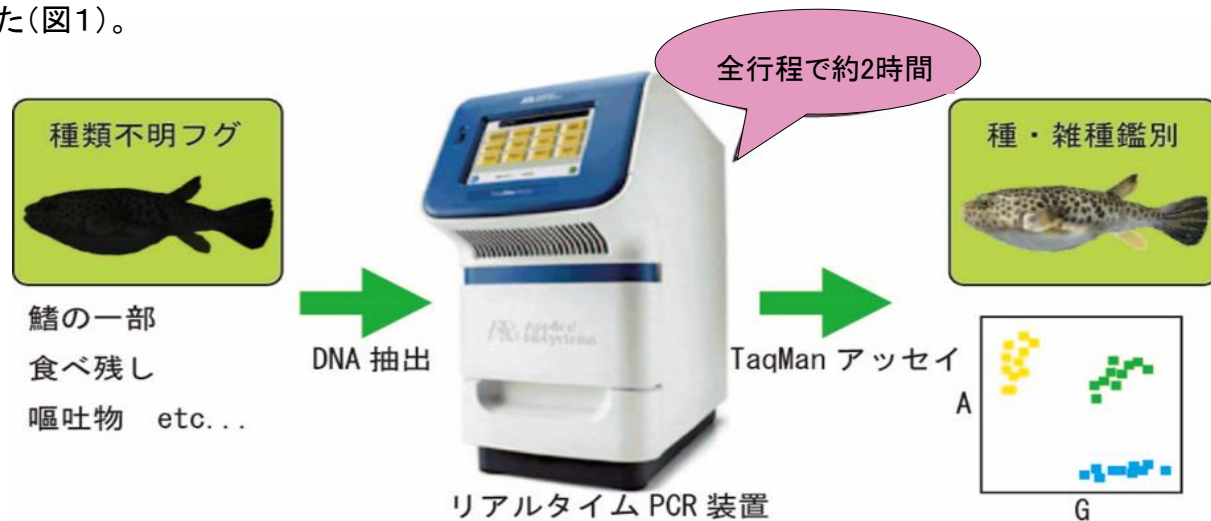 た(図1)。
全行程で約2時間
種類不明フグ
種・雑種鑑別
鰭の一部
食べ残し
嘔吐物 etc...
DNA 抽出
Applied Biosystems
TaqMan アッセイ
A
G
リアルタイム PCR 装置